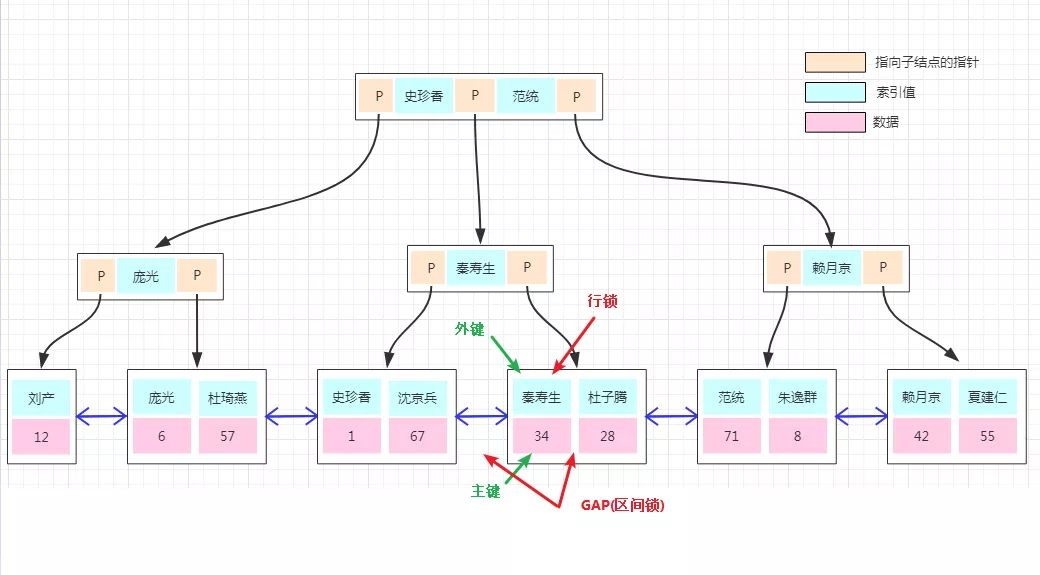 指向子结点的指针
索引值
数据
P 史珍香 P 范统 P
P 庞光 P
P 秦寿生 P
P 赖月京 P
行锁
外键
刘产 庞光 杜琦燕 史珍香 沈京兵 秦寿生 杜子腾 范统 朱逸群 赖月京 夏建仁
12 6 57 1 67 34 28 71 8 42 55
主键
GAP(区间锁)